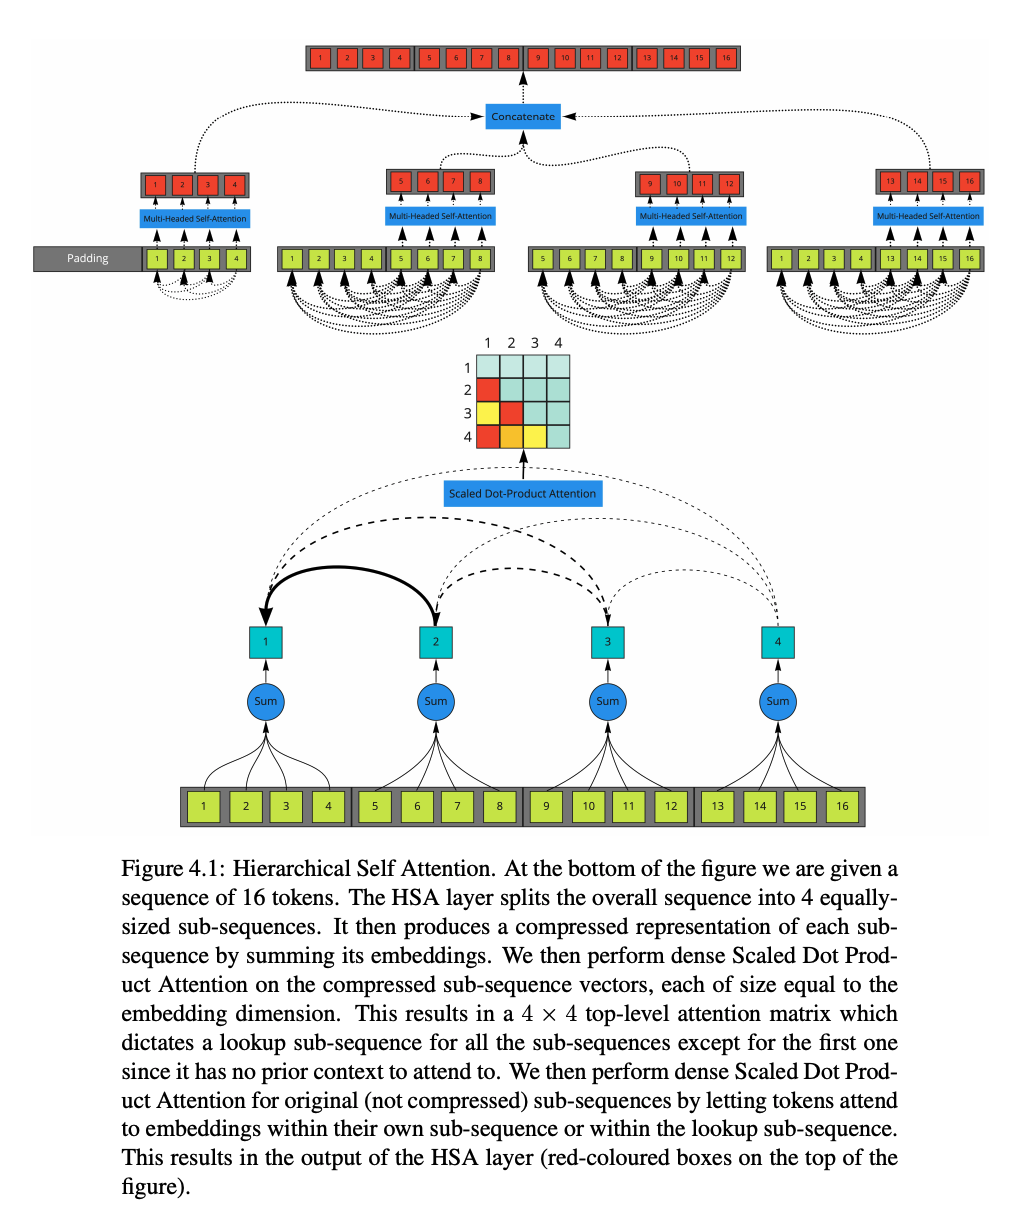 1 2 3 4 5 6 7 8 9 10 11 12 13 14 15 16
Concatenate
1 2 3 4 5 6 7 8 9 10 11 12 13 14 15 16
Multi-Headed Self-Attention Multi-Headed Self-Attention Multi-Headed Self-Attention Multi-Headed Self-Attention
Padding 1 2 3 4 1 2 3 4 5 6 7 8 5 6 7 8 9 10 11 12 1 2 3 4 13 14 15 16
1 2 3 4
1
2
3
4
Scaled Dot-Product Attention
1 2 3 4
Sum Sum Sum Sum
1 2 3 4 5 6 7 8 9 10 11 12 13 14 15 16
Figure 4.1: Hierarchical Self Attention. At the bottom of the figure we are given a
sequence of 16 tokens. The HSA layer splits the overall sequence into 4 equally-
sized sub-sequences. It then produces a compressed representation of each sub-
sequence by summing its embeddings. We then perform dense Scaled Dot Prod-
uct Attention on the compressed sub-sequence vectors, each of size equal to the
embedding dimension. This results in a 4 × 4 top-level attention matrix which
dictates a lookup sub-sequence for all the sub-sequences except for the first one
since it has no prior context to attend to. We then perform dense Scaled Dot Prod-
uct Attention for original (not compressed) sub-sequences by letting tokens attend
to embeddings within their own sub-sequence or within the lookup sub-sequence.
This results in the output of the HSA layer (red-coloured boxes on the top of the
figure).